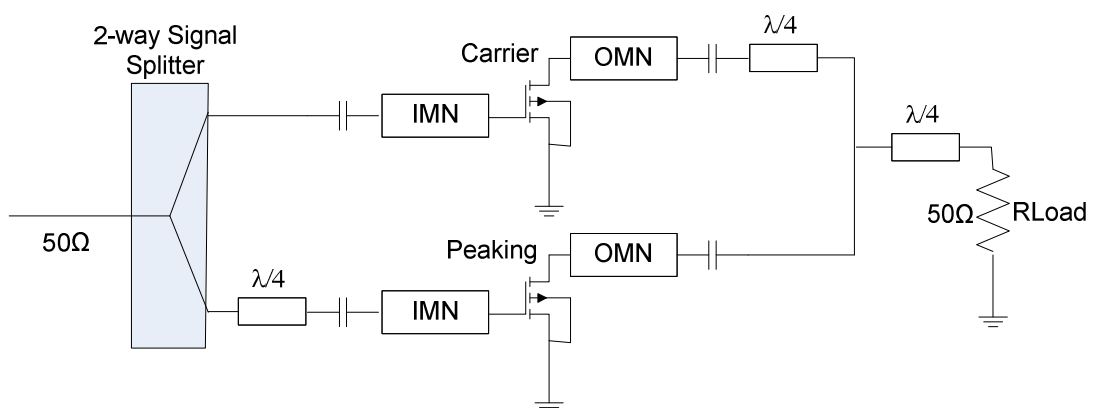 2-way Signal
Splitter
50Ω
λ/4
IMN
IMN
Carrier
Peaking
OMN
OMN
λ/4
λ/4
50Ω
RLoad